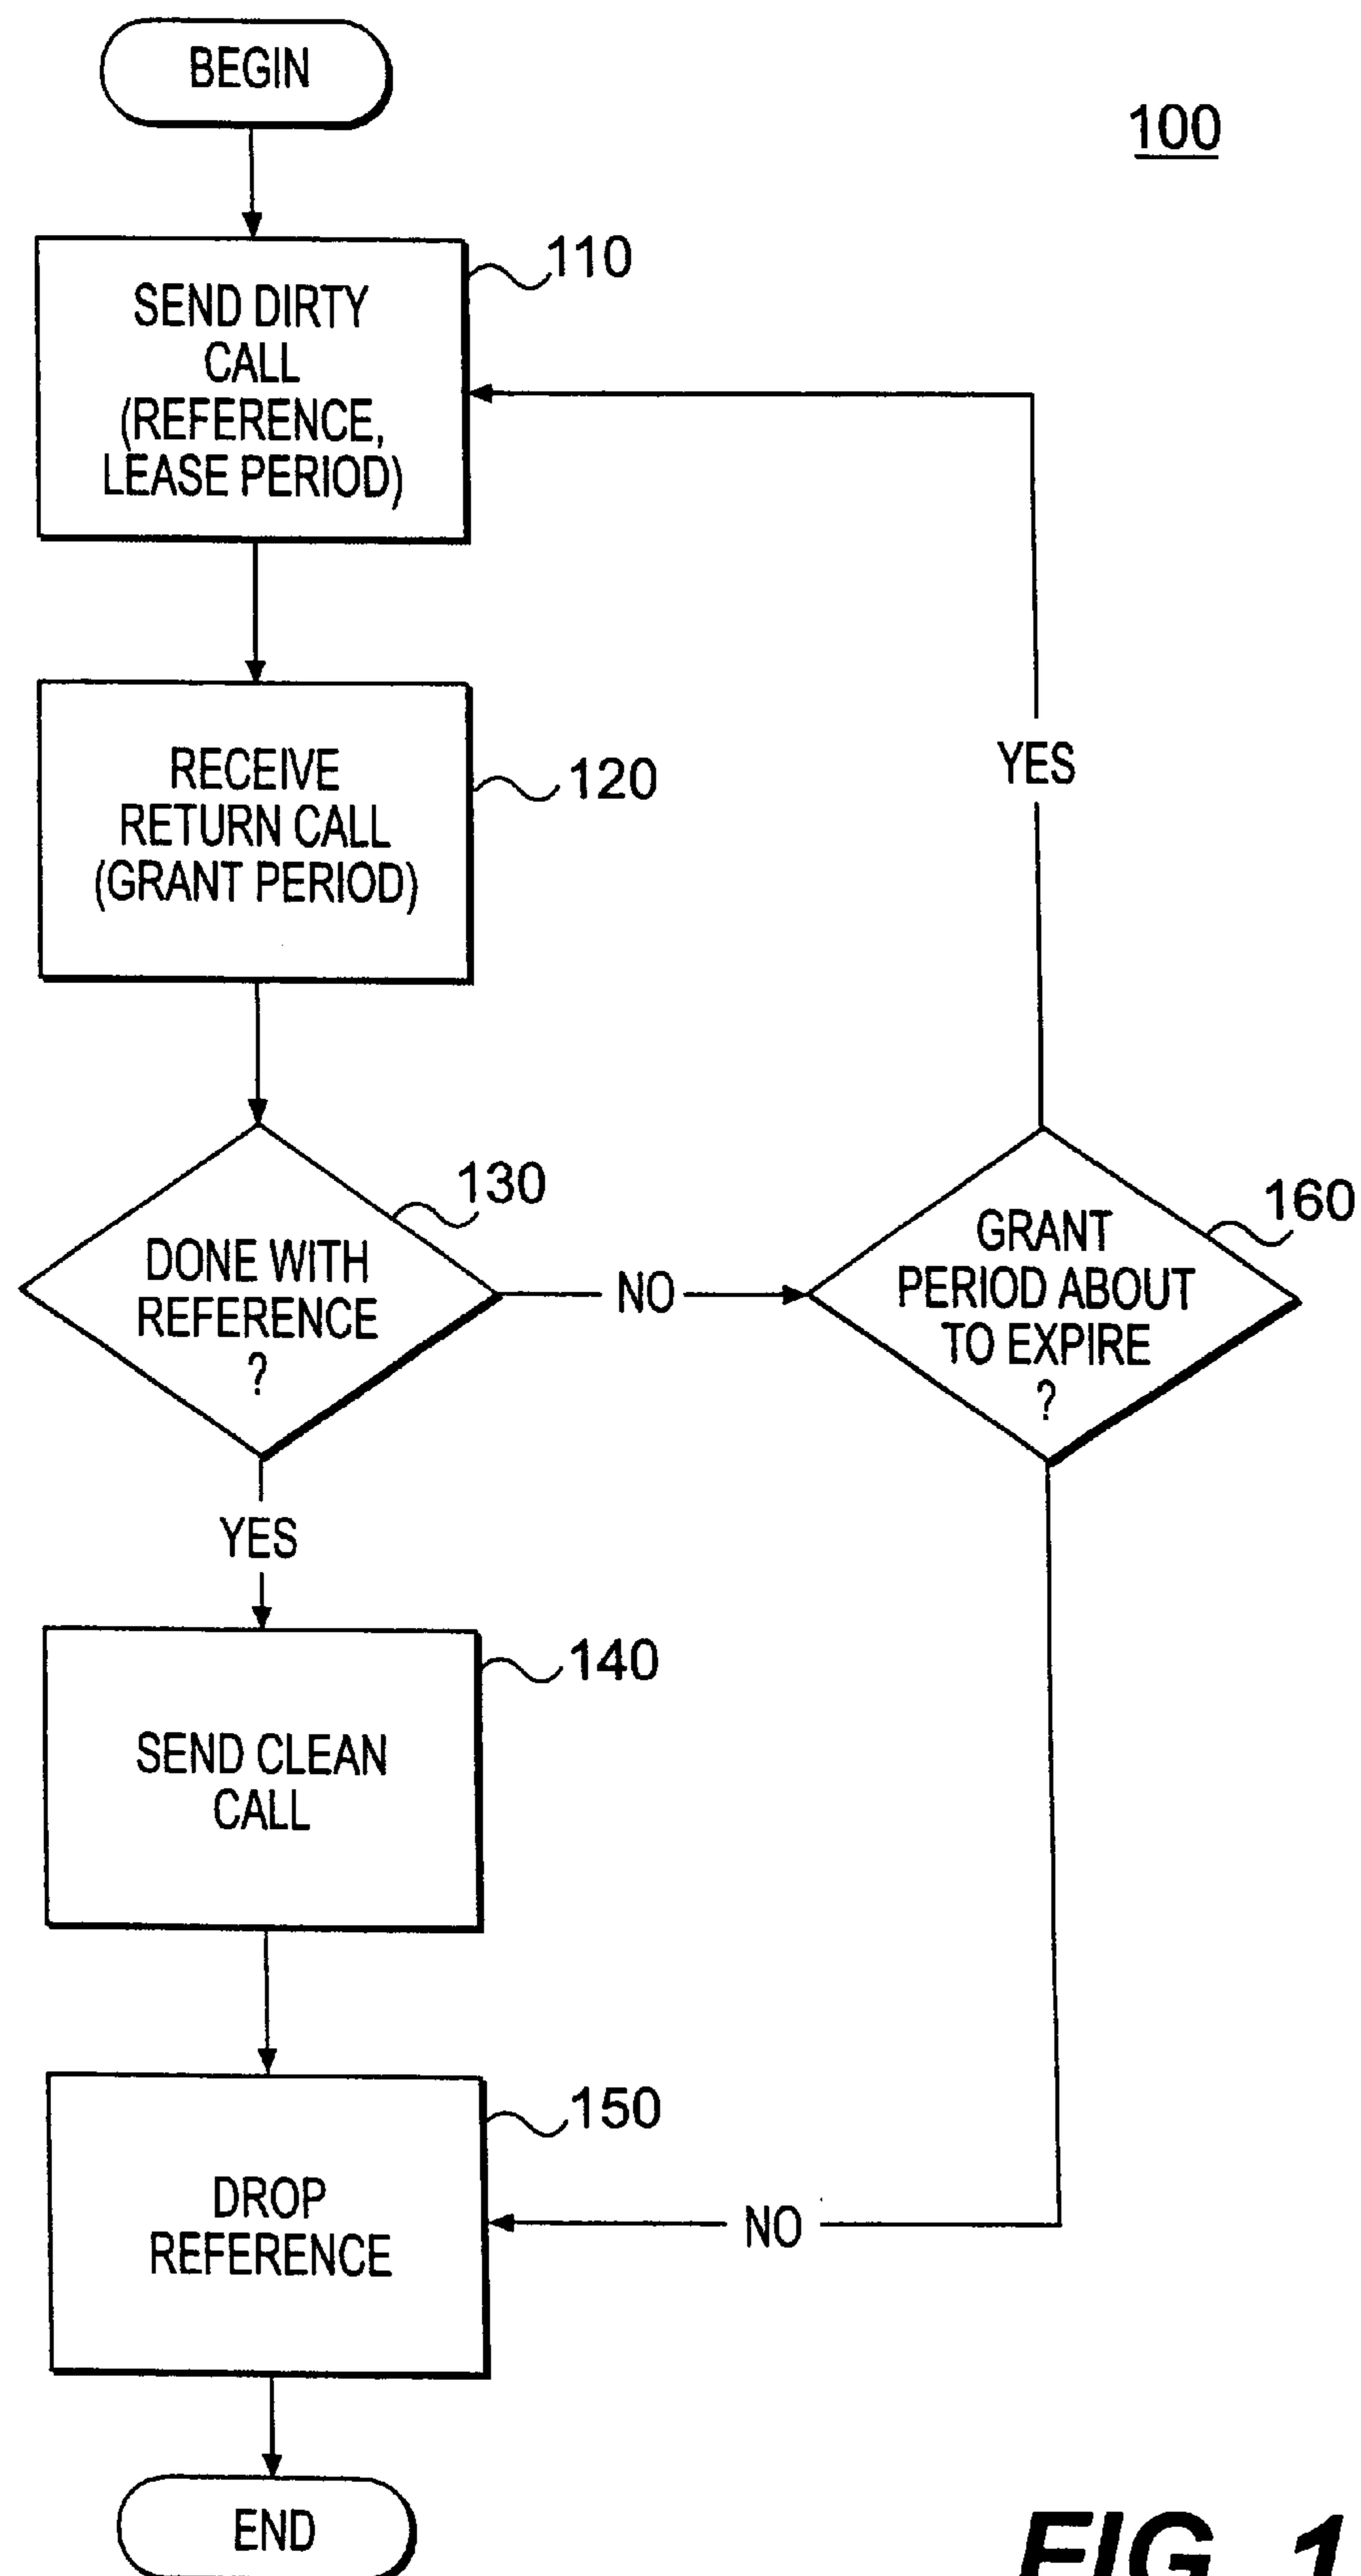 BEGIN
100
110
SEND DIRTY
CALL
(REFERENCE,
LEASE PERIOD)
120
RECEIVE
RETURN CALL
(GRANT PERIOD)
YES
130
DONE WITH
REFERENCE
?
NO
160
GRANT
PERIOD ABOUT
TO EXPIRE
?
YES
140
SEND CLEAN
CALL
150
DROP
REFERENCE
NO
END
FIG. 1